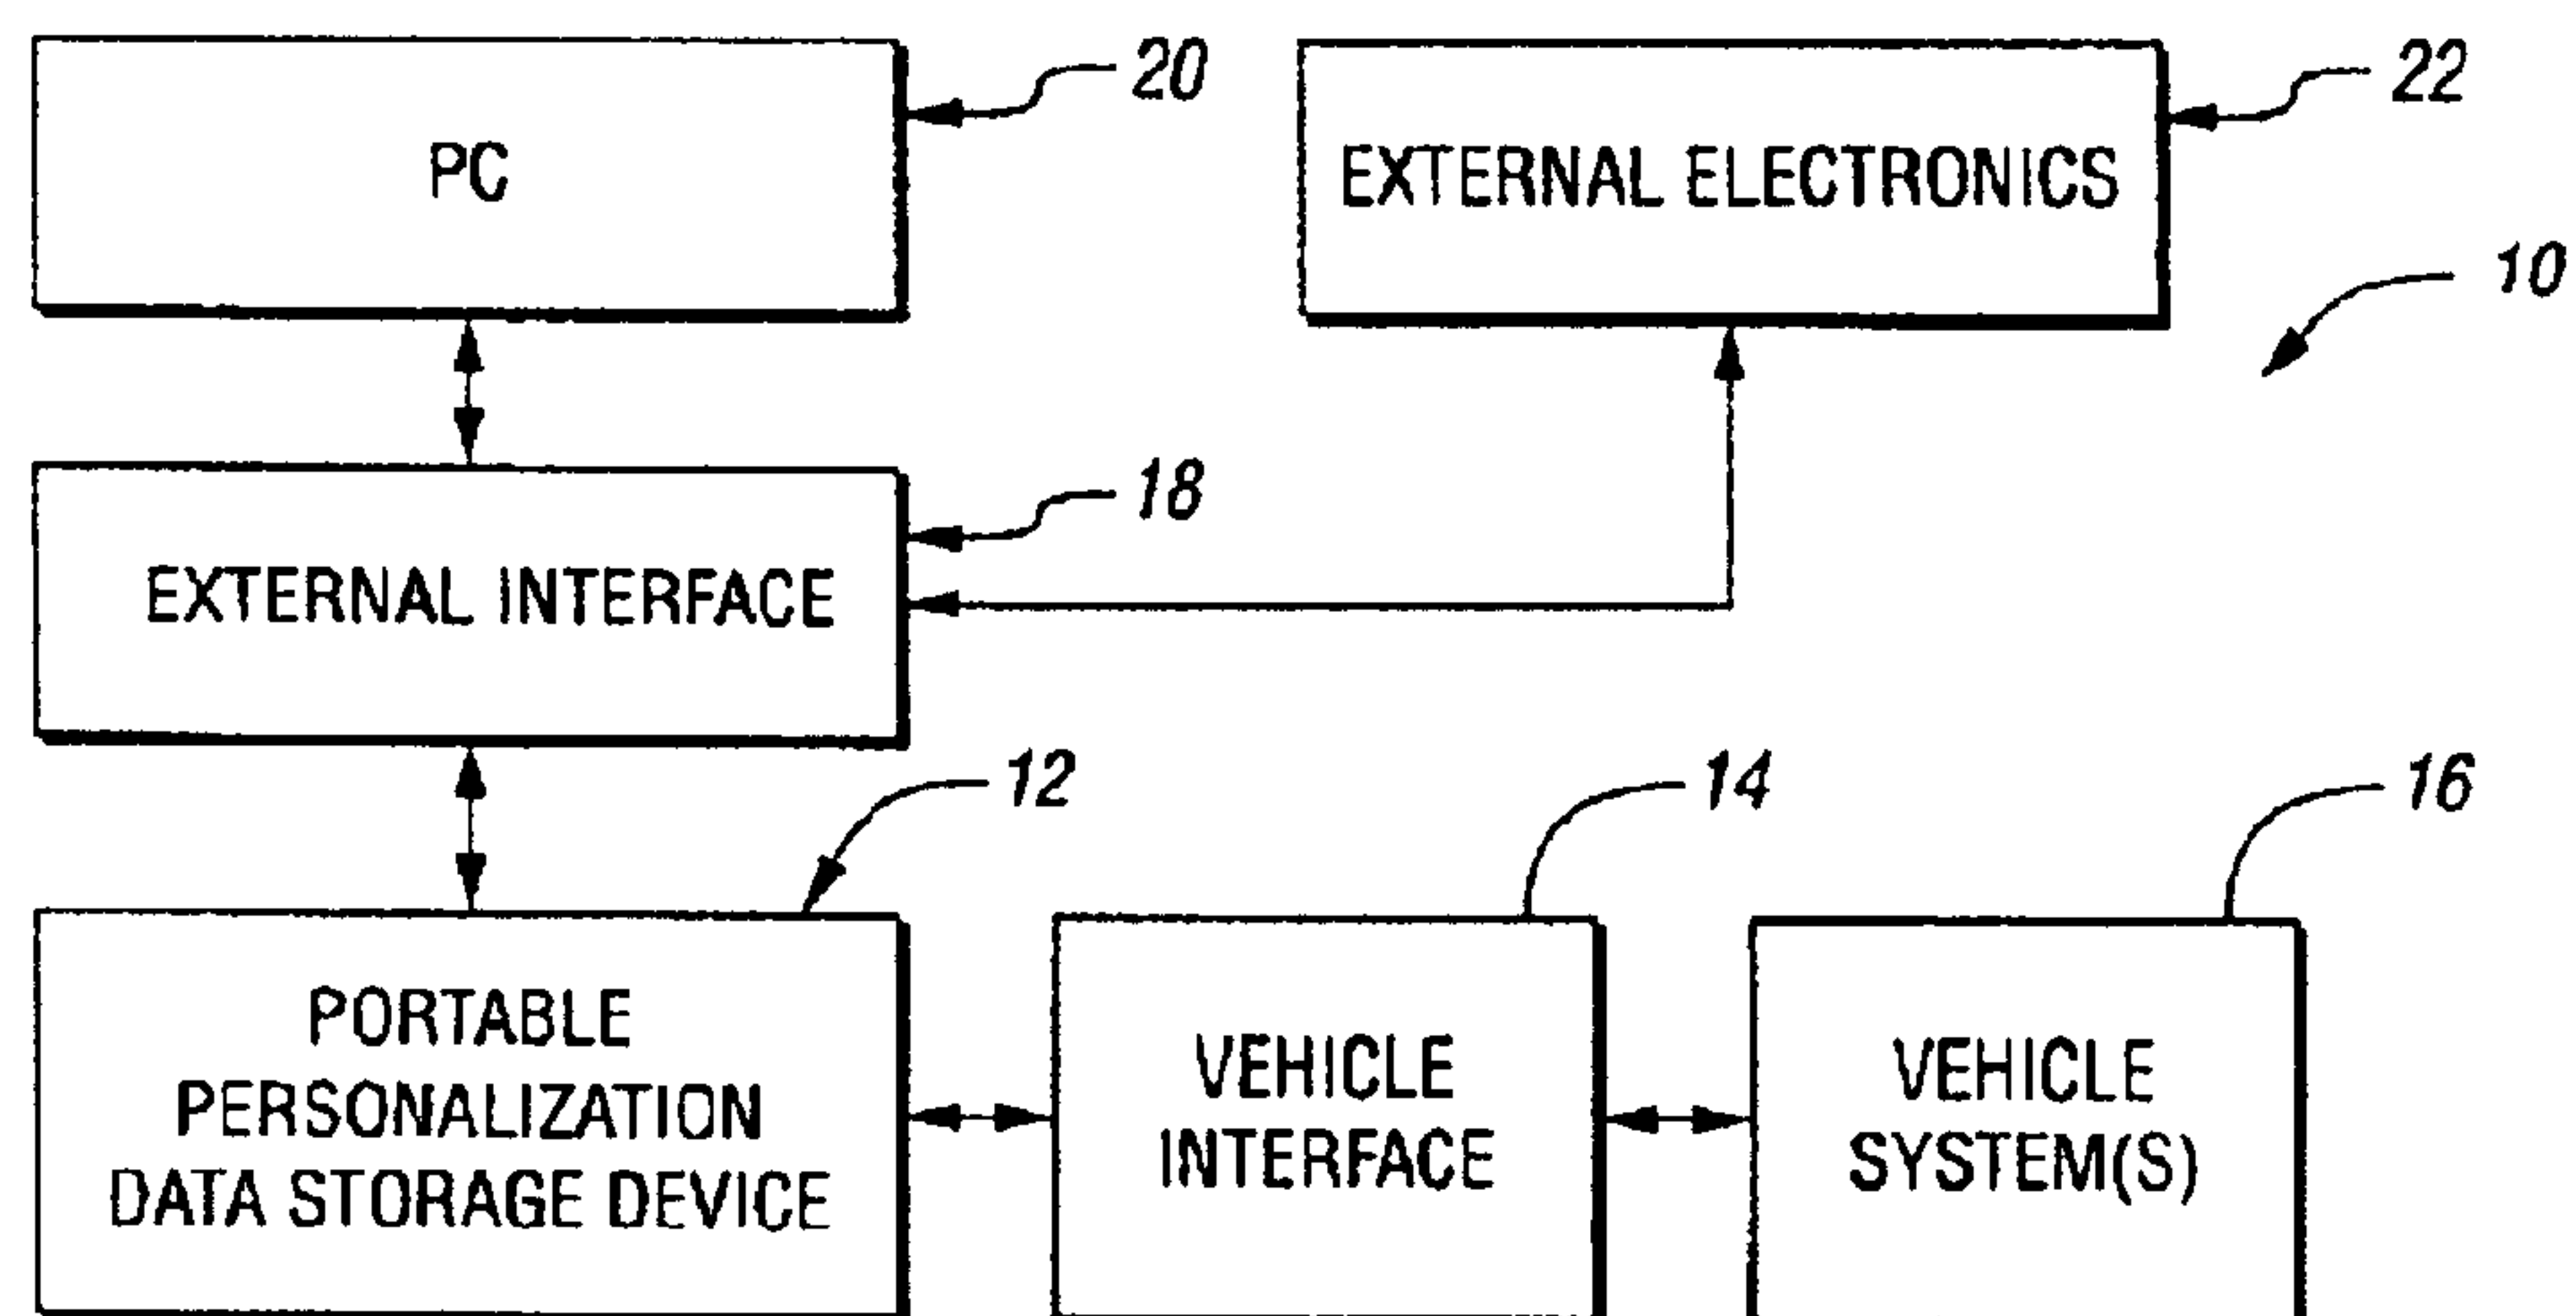 20
22
PC
EXTERNAL ELECTRONICS
10
18
EXTERNAL INTERFACE
12
14
16
PORTABLE
PERSONALIZATION
DATA STORAGE DEVICE
VEHICLE
INTERFACE
VEHICLE
SYSTEM(S)